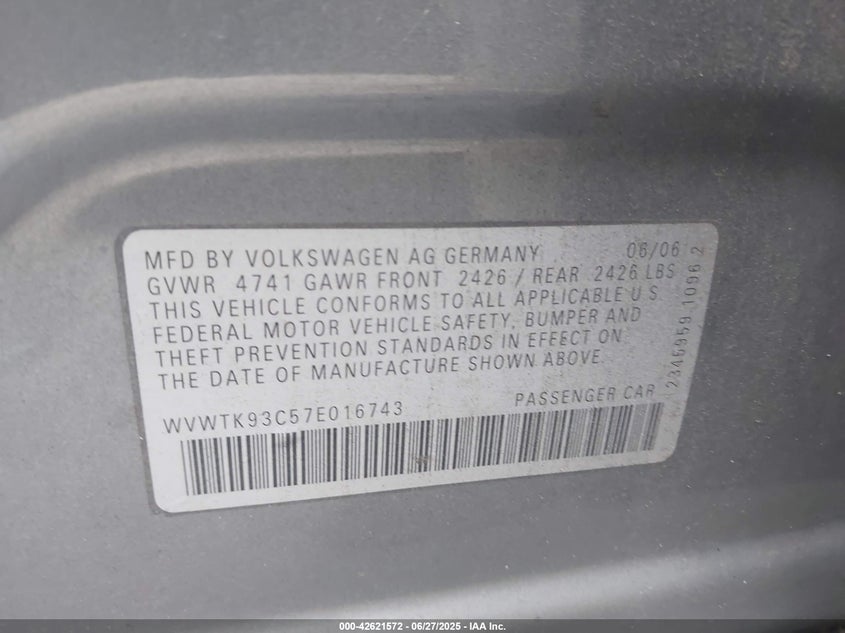 MFD BY VOLKSWAGEN AG GERMANY 06/06
GVWR 4741 GAWR FRONT 2426 / REAR 2426 LBS
THIS VEHICLE CONFORMS TO ALL APPLICABLE U S
FEDERAL MOTOR VEHICLE SAFETY, BUMPER AND
THEFT PREVENTION STANDARDS IN EFFECT ON
THE DATE OF MANUFACTURE SHOWN ABOVE.
WVWTK93C57E016743 PASSENGER CAR
2846959 1096 2
000-42621572 - 06/27/2025 - IAA Inc.